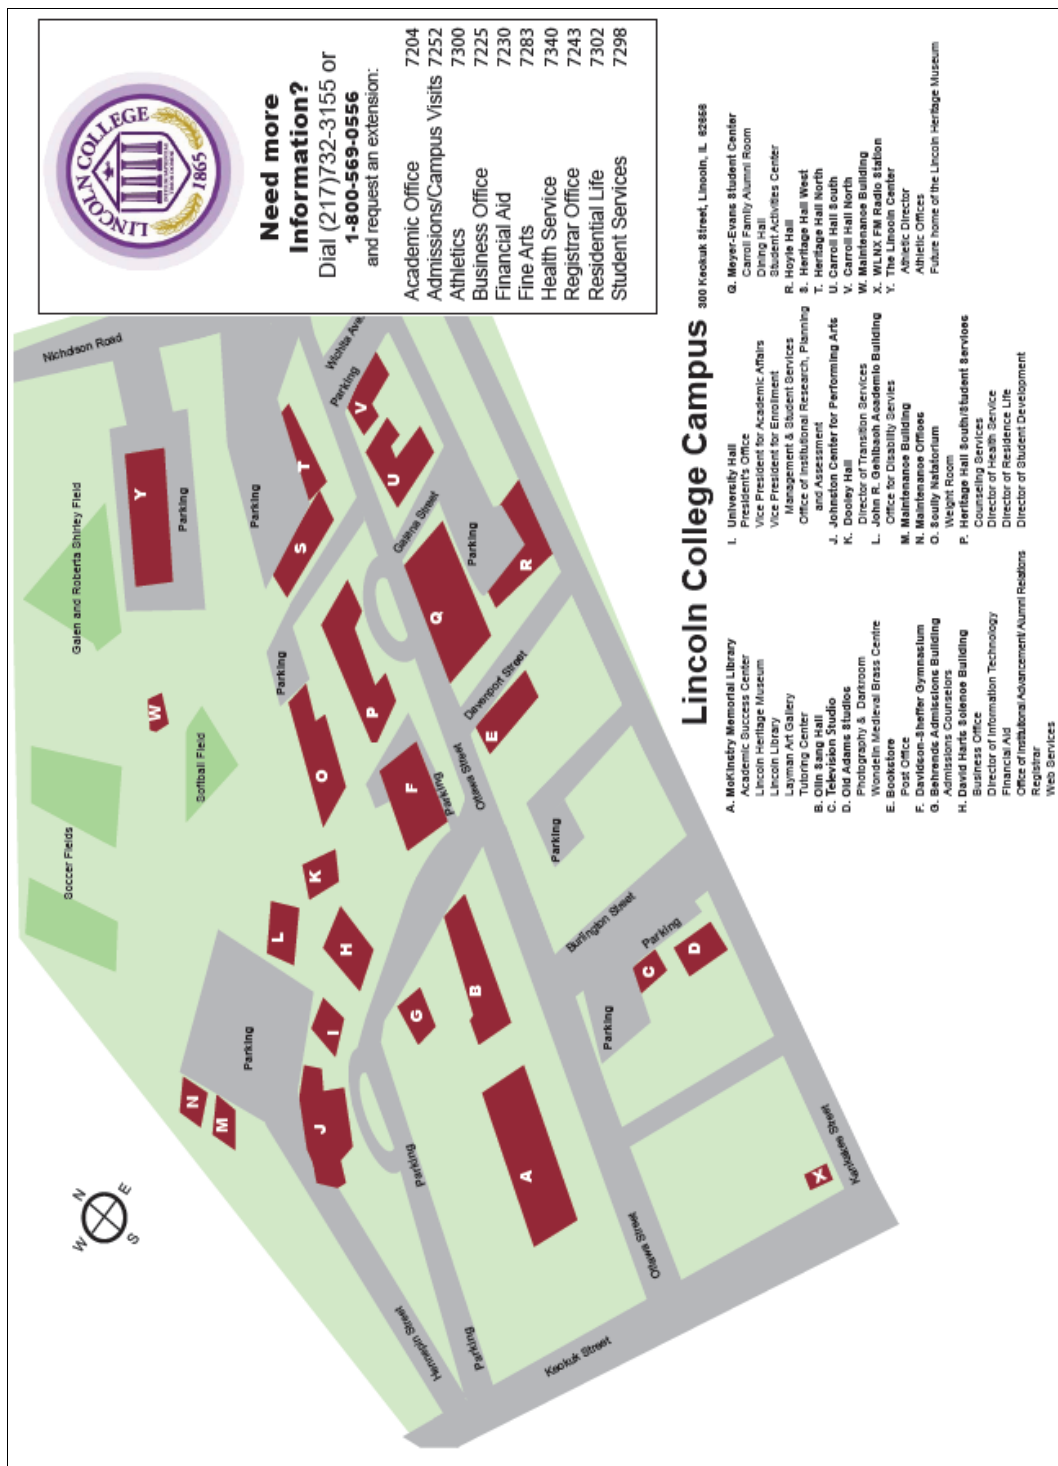 LINCOLN COLLEGE
1865
Need more
Information?
Dial (217)732-3155 or
1-800-569-0556
and request an extension:
Academic Office 7204
Admissions/Campus Visits 7252
Athletics 7300
Business Office 7225
Financial Aid 7230
Fine Arts 7283
Health Service 7340
Registrar Office 7243
Residential Life 7302
Student Services 7298
Nicholson Road
Wichita Ave
Parking
V
U
T
S
Y
Parking
Parking
Galen and Roberta Shirley Field
Galena Street
Parking
R
Q
Parking
P
O
W
Softball Field
Soccer Fields
Davenport Street
E
F
Parking
Ottawa Street
K
L
H
I
Parking
N
M
J
G
B
A
Parking
Parking
Burlington Street
Parking
C
D
Parking
X
Kankakee Street
Ottawa Street
Keokuk Street
Hennepin Street
Parking
N
E
S
W
Lincoln College Campus 300 Keokuk Street, Lincoln, IL 62656
A. McKinstry Memorial Library
Academic Success Center
Lincoln Heritage Museum
Lincoln Library
Layman Art Gallery
Tutoring Center
B. Olin Sang Hall
C. Television Studio
D. Old Adams Studios
Photography & Darkroom
Wondelin Medieval Brass Centre
E. Bookstore
Post Office
F. Davidson-Sheffer Gymnasium
G. Behrends Admissions Building
Admissions Counselors
H. David Harts Science Building
Business Office
Director of Information Technology
Financial Aid
Office of Institutional Advancement/Alumni Relations
Registrar
Web Services
I. University Hall
President's Office
Vice President for Academic Affairs
Vice President for Enrollment
Management & Student Services
Office of Institutional Research, Planning
and Assessment
J. Johnston Center for Performing Arts
K. Dooley Hall
Director of Transition Services
L. John R. Gehlbach Academic Building
Office for Disability Servies
M. Maintenance Building
N. Maintenance Offices
O. Scully Natatorium
Weight Room
P. Heritage Hall South/Student Services
Counseling Services
Director of Health Service
Director of Residence Life
Director of Student Development
Q. Meyer-Evans Student Center
Carroll Family Alumni Room
Dining Hall
Student Activities Center
R. Hoyle Hall
S. Heritage Hall West
T. Heritage Hall North
U. Carroll Hall South
V. Carroll Hall North
W. Maintenance Building
X. WLNX FM Radio Station
Y. The Lincoln Center
Athletic Director
Athletic Offices
Future home of the Lincoln Heritage Museum